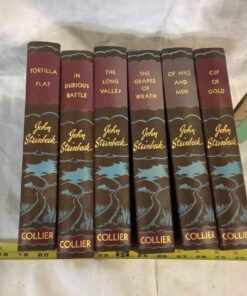 TORTILLA
FLAT
John
Steinbeck
COLLIER
IN
DUBIOUS
BATTLE
John
Steinbeck
COLLIER
THE
LONG
VALLEY
John
Steinbeck
COLLIER
THE
GRAPES
OF
WRATH
John
Steinbeck
COLLIER
OF MICE
AND
MEN
John
Steinbeck
COLLIER
CUP
OF
GOLD
John
Steinbeck
COLLIER